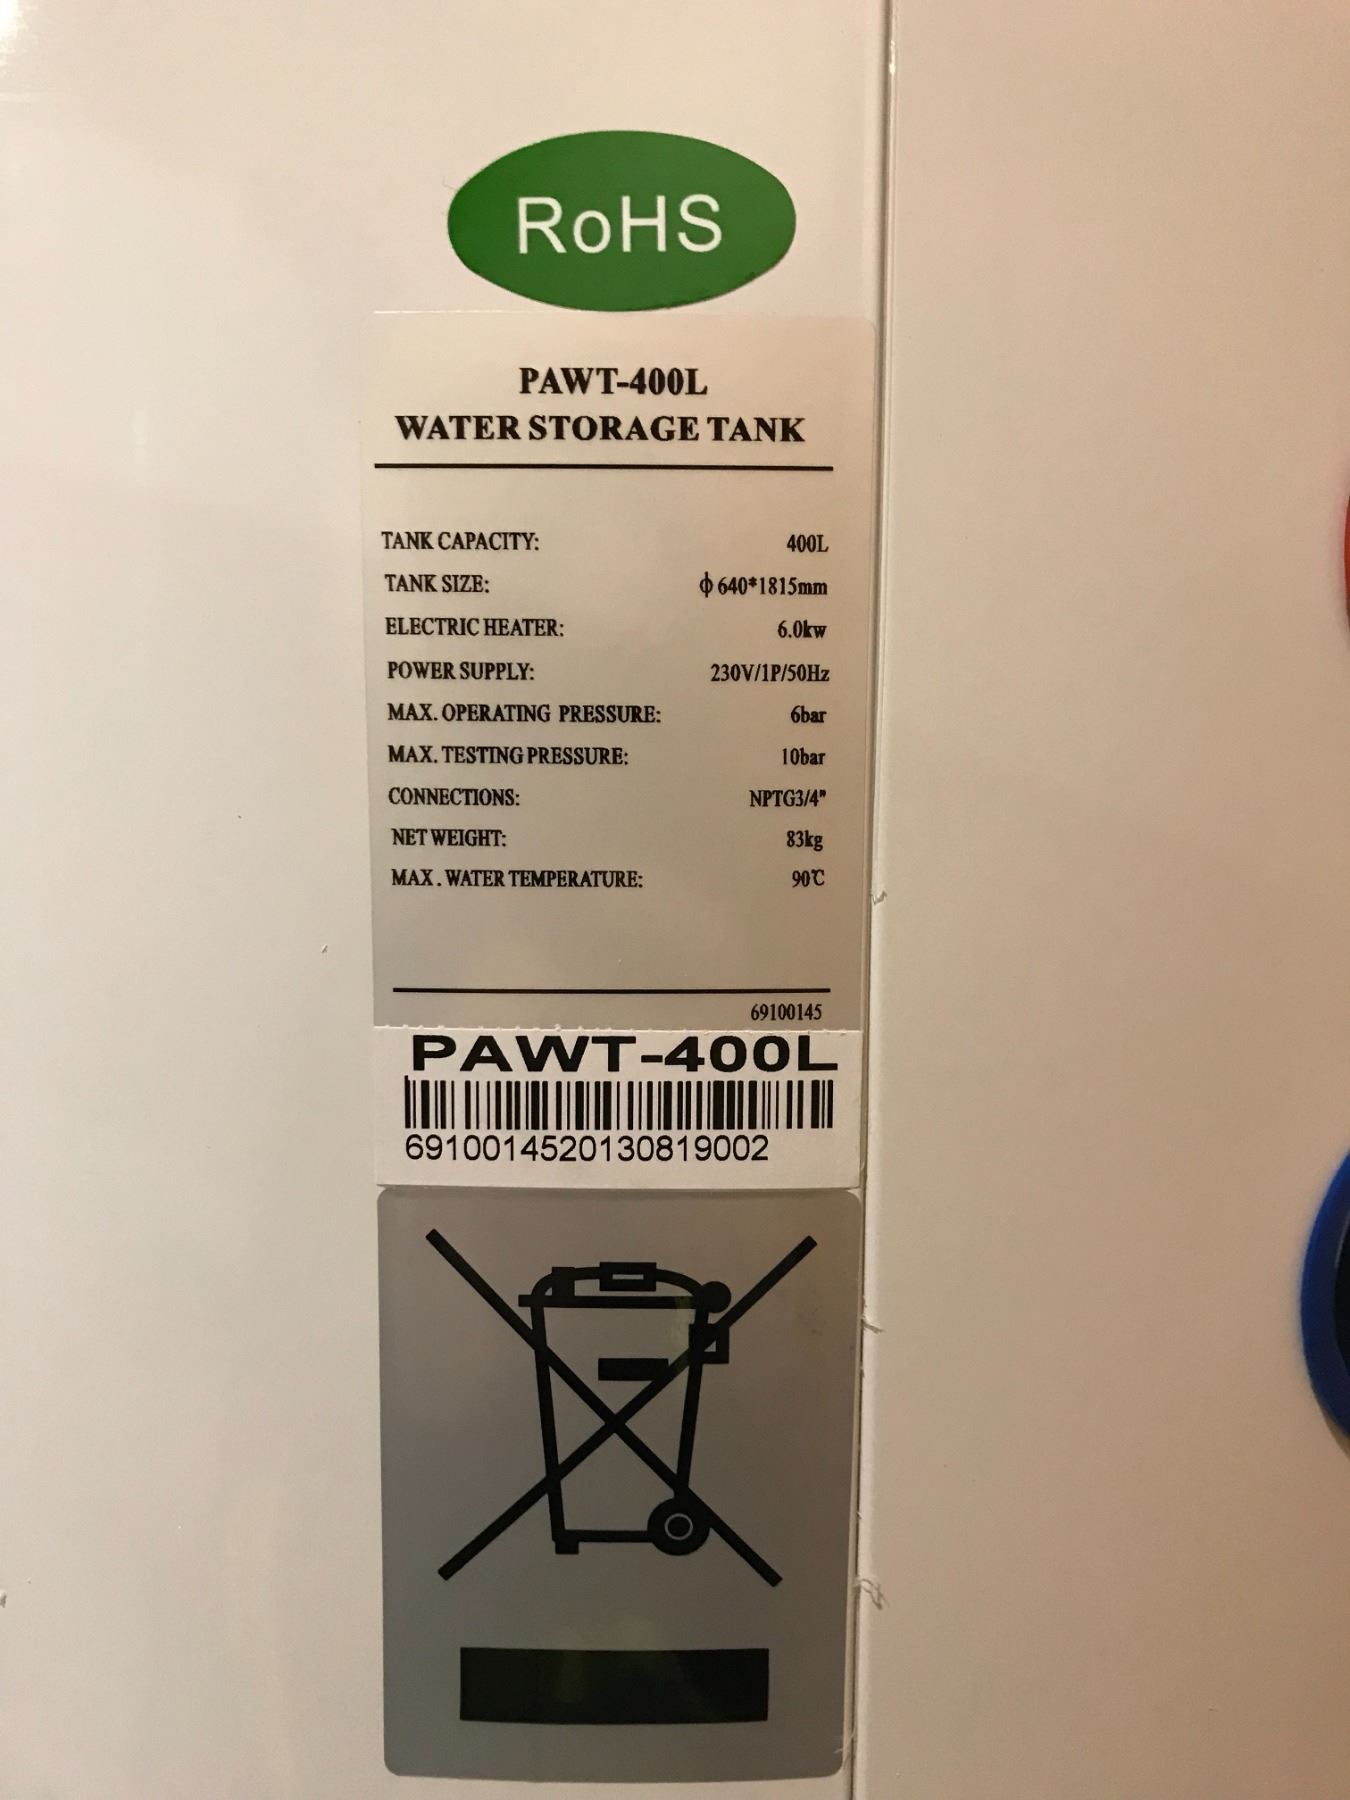 RoHS
PAWT-400L
WATER STORAGE TANK
TANK CAPACITY: 400L
TANK SIZE: ϕ640*1815mm
ELECTRIC HEATER: 6.0kw
POWER SUPPLY: 230V/1P/50Hz
MAX. OPERATING PRESSURE: 6bar
MAX. TESTING PRESSURE: 10bar
CONNECTIONS: NPTG3/4"
NET WEIGHT: 83kg
MAX. WATER TEMPERATURE: 90℃
69100145
PAWT-400L
6910014520130819002